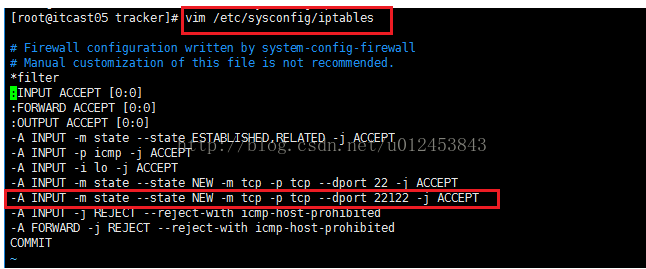 [root@itcast05 tracker]# vim /etc/sysconfig/iptables
# Firewall configuration written by system-config-firewall
# Manual customization of this file is not recommended.
*filter
:INPUT ACCEPT [0:0]
:FORWARD ACCEPT [0:0]
:OUTPUT ACCEPT [0:0]
-A INPUT -m state --state ESTABLISHED,RELATED -j ACCEPT
http://blog.csdn.net/u012453843
-A INPUT -p icmp -j ACCEPT
-A INPUT -i lo -j ACCEPT
-A INPUT -m state --state NEW -m tcp -p tcp --dport 22 -j ACCEPT
-A INPUT -m state --state NEW -m tcp -p tcp --dport 22122 -j ACCEPT
-A INPUT -j REJECT --reject-with icmp-host-prohibited
-A FORWARD -j REJECT --reject-with icmp-host-prohibited
COMMIT
~